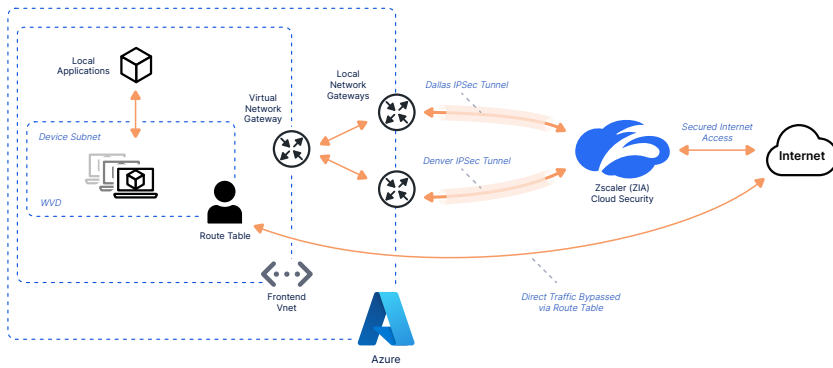 Local
Applications
Device Subnet
WVD
Route Table
Virtual
Network
Gateway
Local
Network
Gateways
Frontend
Vnet
Azure
Dallas IPSec Tunnel
Denver IPSec Tunnel
Zscaler (ZIA)
Cloud Security
Secured Internet
Access
Internet
Direct Traffic Bypassed
via Route Table